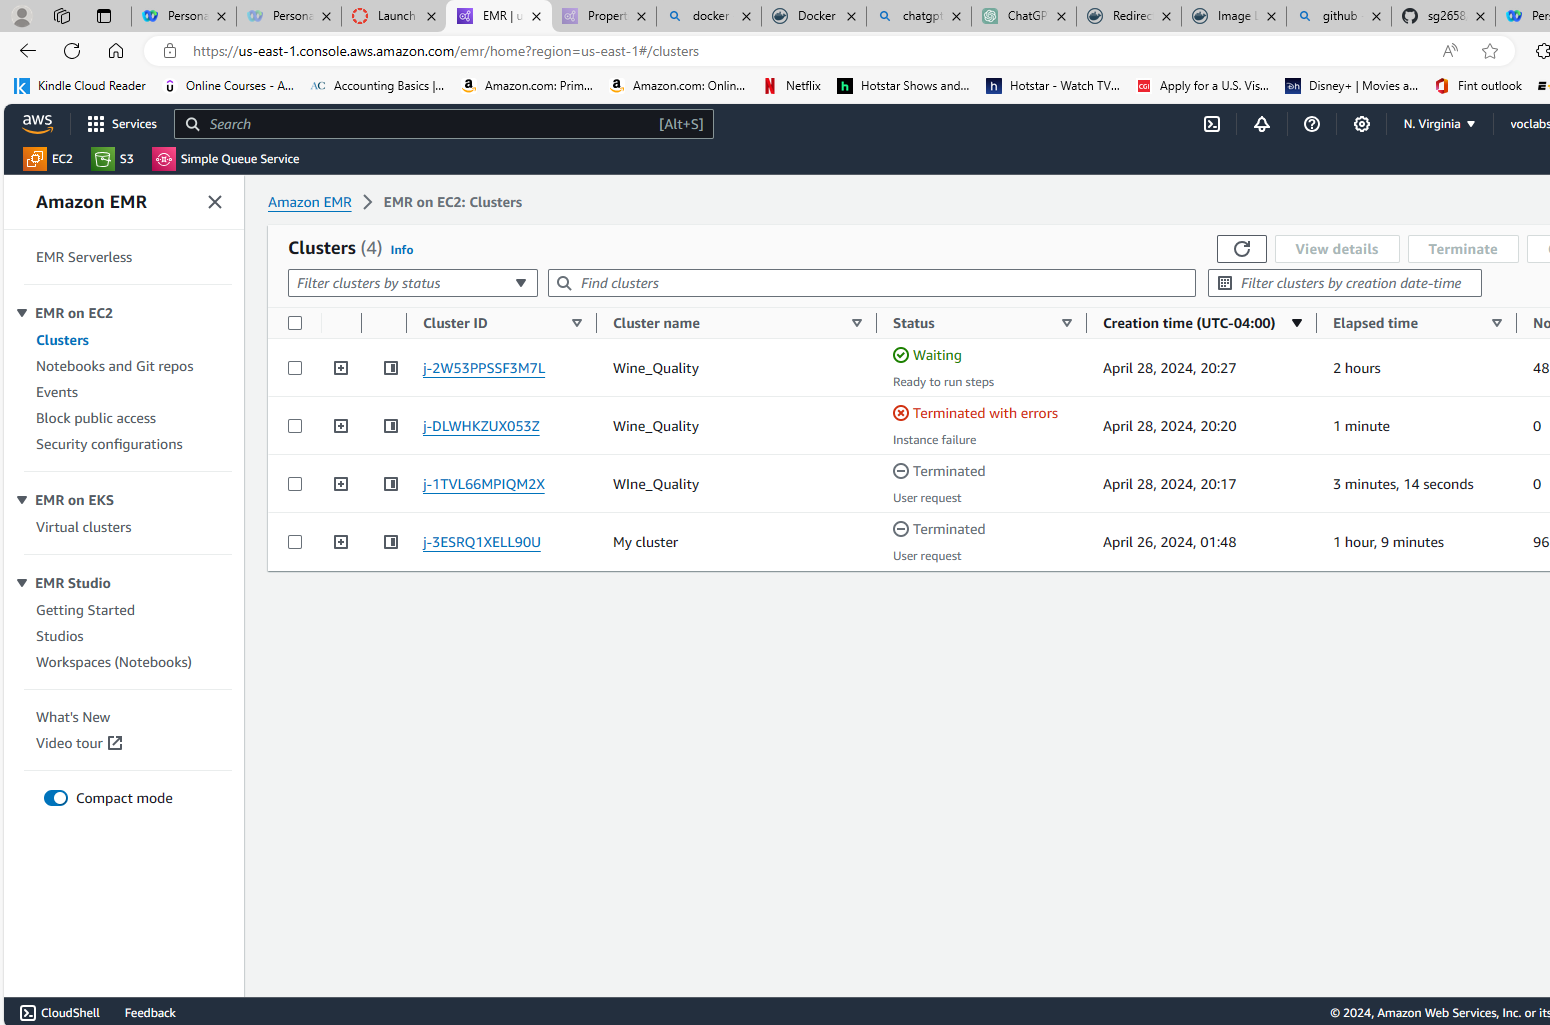 Persona
Persona
Launch
EMR | u
Propert
docker
Docker
chatgpt
ChatGP
Redirec
Image L
github
sg2658
Pers
https://us-east-1.console.aws.amazon.com/emr/home?region=us-east-1#/clusters
Kindle Cloud Reader
Online Courses - A...
AC Accounting Basics |...
Amazon.com: Prim...
Amazon.com: Onlin...
Netflix
Hotstar Shows and...
Hotstar - Watch TV...
CGI Apply for a U.S. Vis...
Disney+ | Movies a...
Fint outlook
aws Services Search [Alt+S] N. Virginia voclabs
EC2 S3 Simple Queue Service
Amazon EMR
EMR Serverless
EMR on EC2
Clusters
Notebooks and Git repos
Events
Block public access
Security configurations
EMR on EKS
Virtual clusters
EMR Studio
Getting Started
Studios
Workspaces (Notebooks)
What's New
Video tour
Compact mode
Amazon EMR > EMR on EC2: Clusters
Clusters (4) Info
View details Terminate
Filter clusters by status Find clusters Filter clusters by creation date-time
Cluster ID Cluster name Status Creation time (UTC-04:00) Elapsed time No
j-2W53PPSSF3M7L Wine_Quality Waiting April 28, 2024, 20:27 2 hours 48
Ready to run steps
j-DLWHKZUX053Z Wine_Quality Terminated with errors April 28, 2024, 20:20 1 minute 0
Instance failure
j-1TVL66MPIQM2X WIne_Quality Terminated April 28, 2024, 20:17 3 minutes, 14 seconds 0
User request
j-3ESRQ1XELL90U My cluster Terminated April 26, 2024, 01:48 1 hour, 9 minutes 96
User request
CloudShell Feedback © 2024, Amazon Web Services, Inc. or its